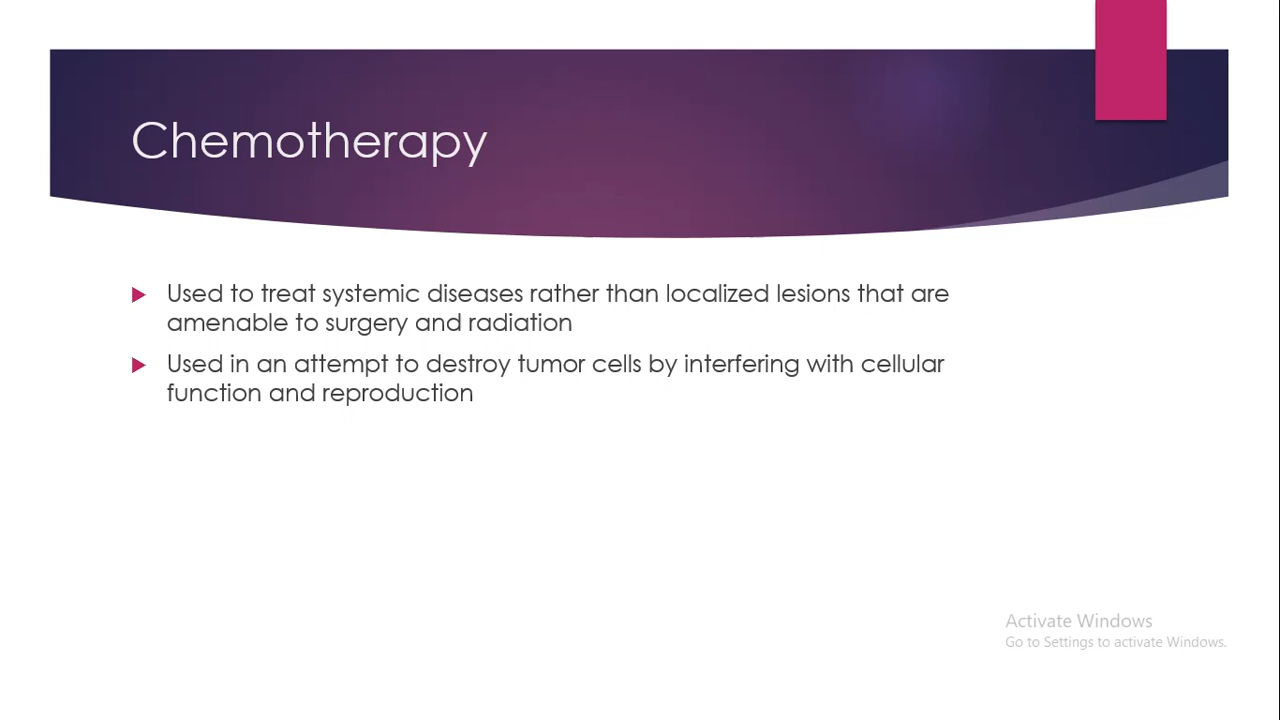 Chemotherapy
Used to treat systemic diseases rather than localized lesions that are
amenable to surgery and radiation
Used in an attempt to destroy tumor cells by interfering with cellular
function and reproduction
Activate Windows
Go to Settings to activate Windows.